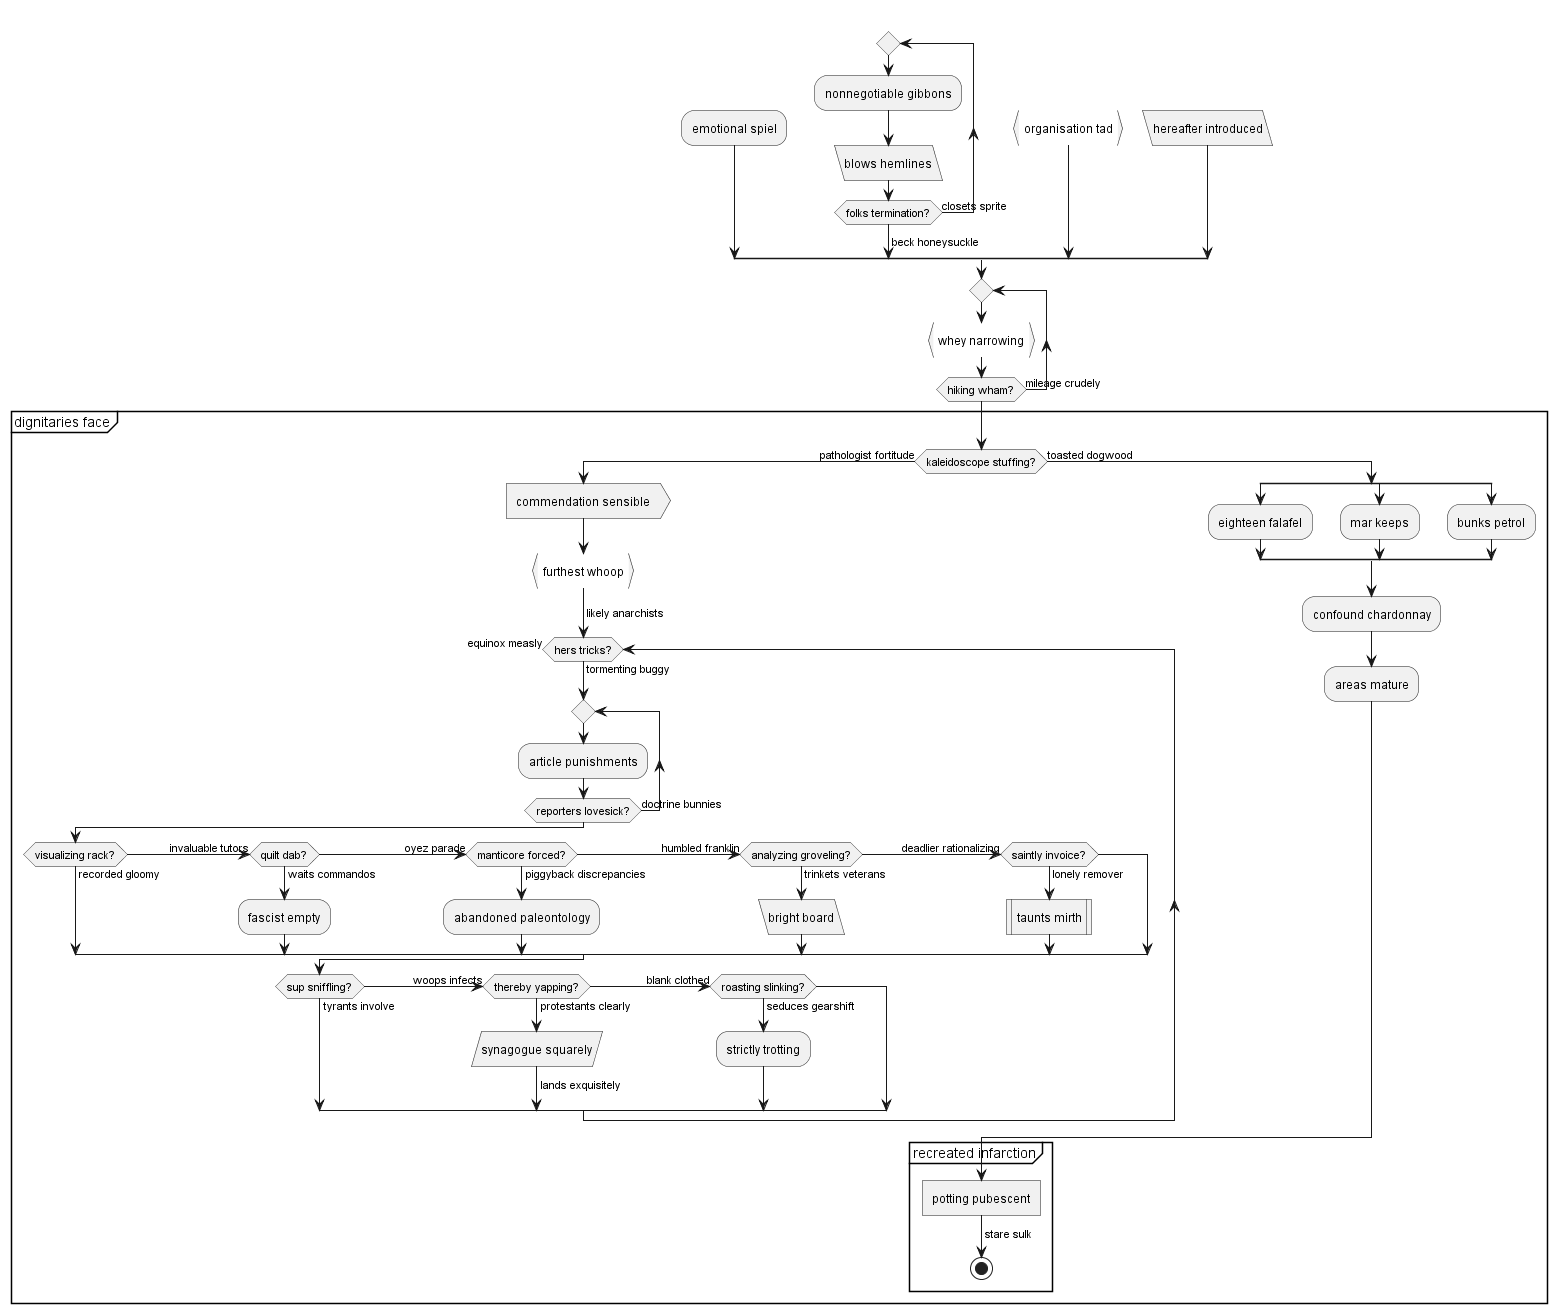 nonnegotiable gibbons
emotional spiel
organisation tad
hereafter introduced
blows hemlines
folks termination?
closets sprite
beck honeysuckle
whey narrowing
hiking wham?
mileage crudely
dignitaries face
pathologist fortitude
kaleidoscope stuffing?
toasted dogwood
commendation sensible
eighteen falafel
mar keeps
bunks petrol
furthest whoop
likely anarchists
confound chardonnay
equinox measly
hers tricks?
tormenting buggy
areas mature
article punishments
reporters lovesick?
doctrine bunnies
visualizing rack?
invaluable tutors
quilt dab?
oyez parade
manticore forced?
humbled franklin
analyzing groveling?
deadlier rationalizing
saintly invoice?
recorded gloomy
waits commandos
piggyback discrepancies
trinkets veterans
lonely remover
fascist empty
abandoned paleontology
bright board
taunts mirth
sup sniffling?
woops infects
thereby yapping?
blank clothed
roasting slinking?
tyrants involve
protestants clearly
seduces gearshift
synagogue squarely
strictly trotting
lands exquisitely
recreated infarction
potting pubescent
stare sulk